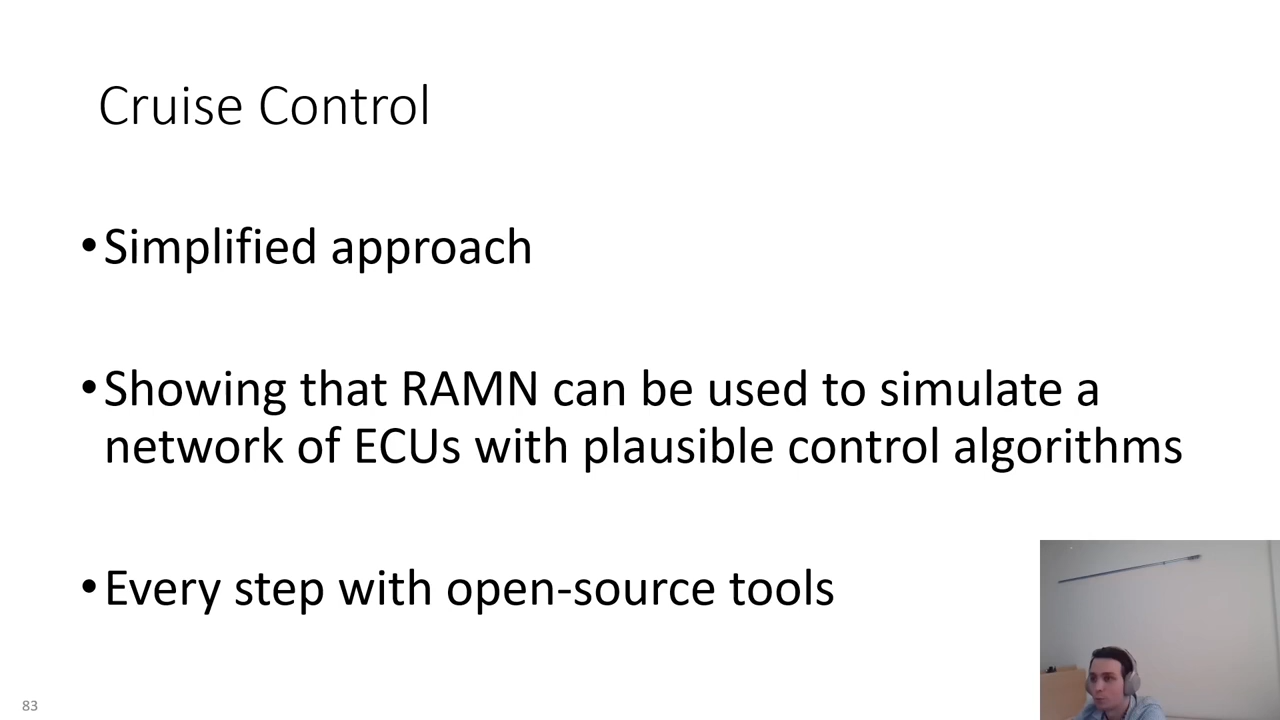 Cruise Control
•Simplified approach
•Showing that RAMN can be used to simulate a
network of ECUs with plausible control algorithms
•Every step with open-source tools
83